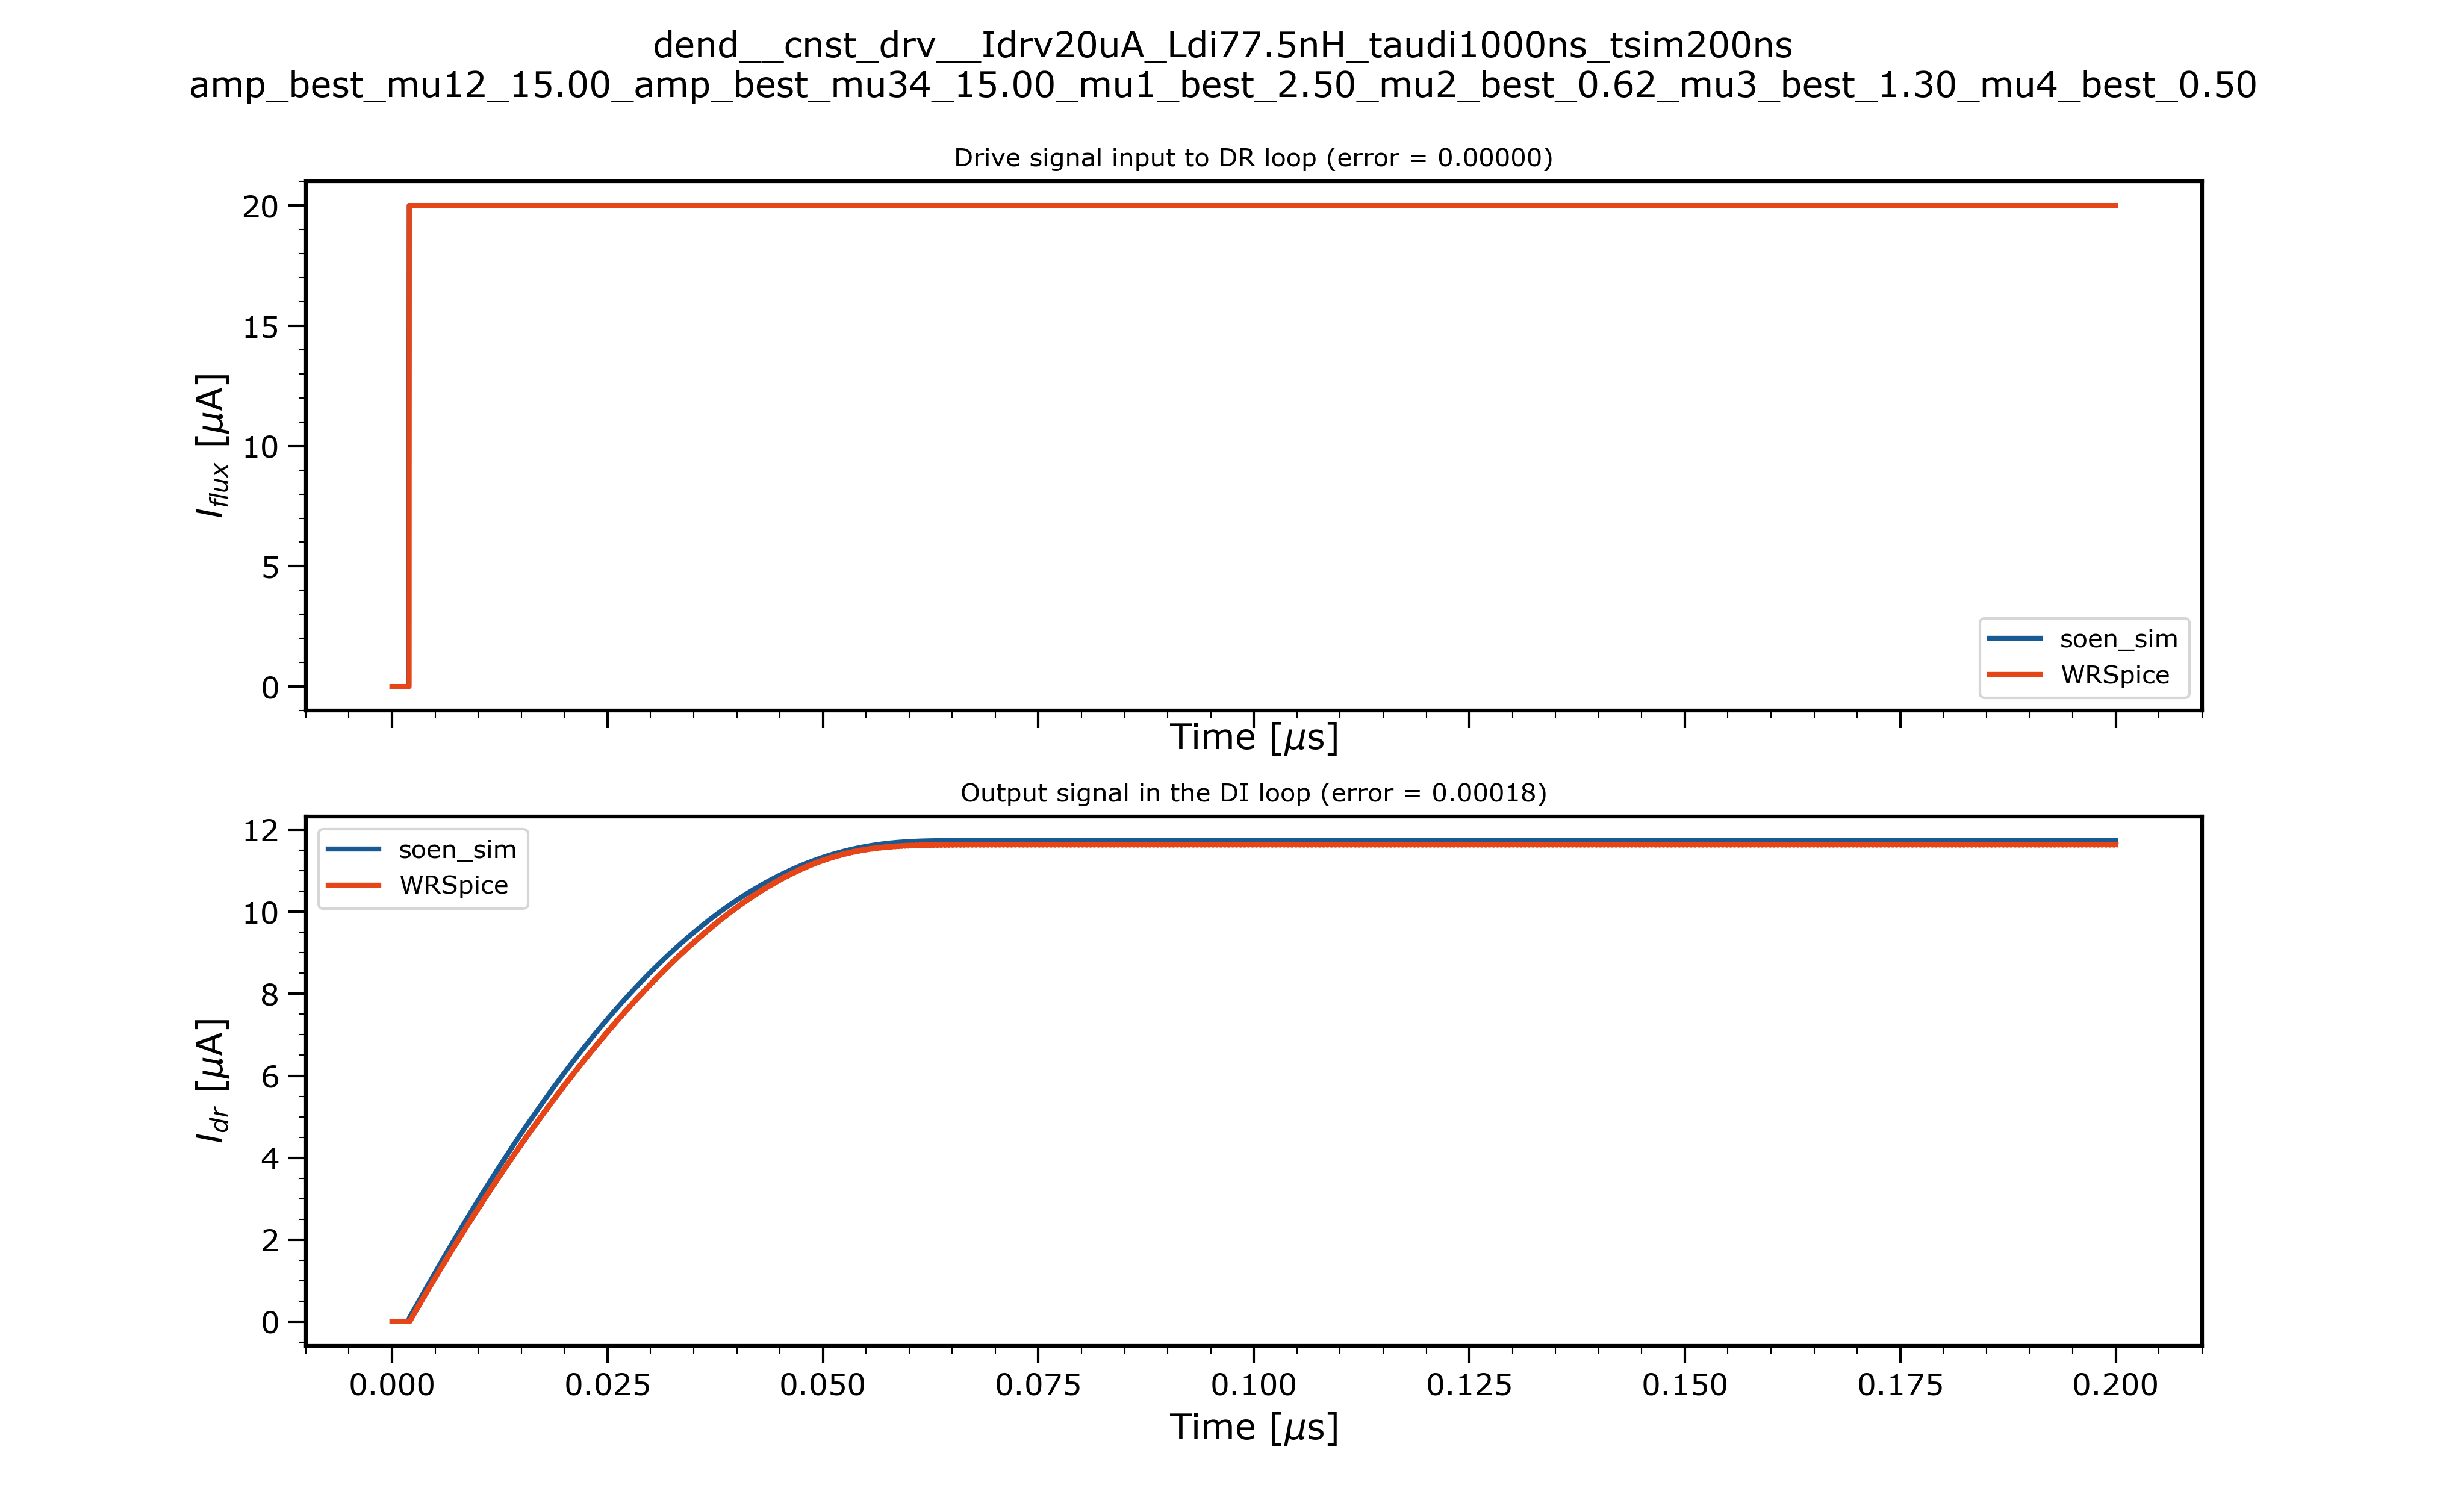 dend__cnst_drv__Idrv20uA_Ldi77.5nH_taudi1000ns_tsim200ns
amp_best_mu12_15.00_amp_best_mu34_15.00_mu1_best_2.50_mu2_best_0.62_mu3_best_1.30_mu4_best_0.50
Drive signal input to DR loop (error = 0.00000)
20
15
10
5
0
I_flux [μA]
soen_sim
WRSpice
Time [μs]
Output signal in the DI loop (error = 0.00018)
12
10
8
6
4
2
0
I_dr [μA]
soen_sim
WRSpice
0.000 0.025 0.050 0.075 0.100 0.125 0.150 0.175 0.200
Time [μs]